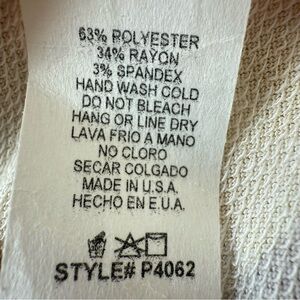 63% POLYESTER
34% RAYON
3% SPANDEX
HAND WASH COLD
DO NOT BLEACH
HANG OR LINE DRY
LAVA FRIO A MANO
NO CLORO
SECAR COLGADO
MADE IN U.S.A.
HECHO EN E.U.A.
STYLE# P4062